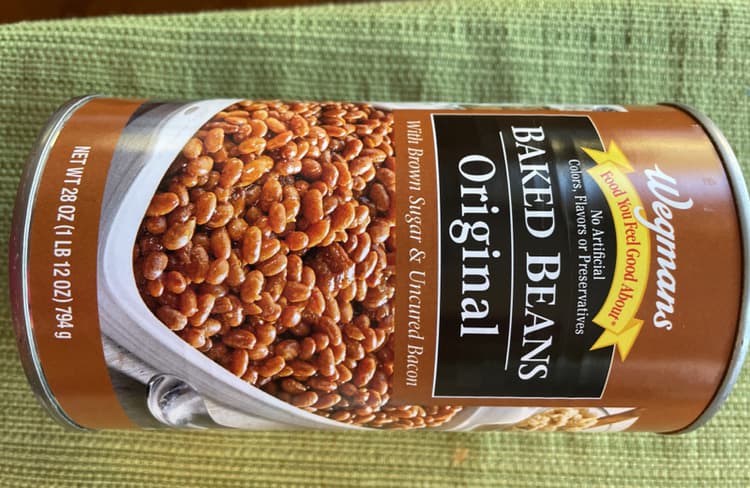 Wegmans
Food You Feel Good About®
No Artificial
Colors, Flavors or Preservatives
BAKED BEANS
Original
With Brown Sugar & Uncured Bacon
NET WT 28 OZ (1 LB 12 OZ) 794g